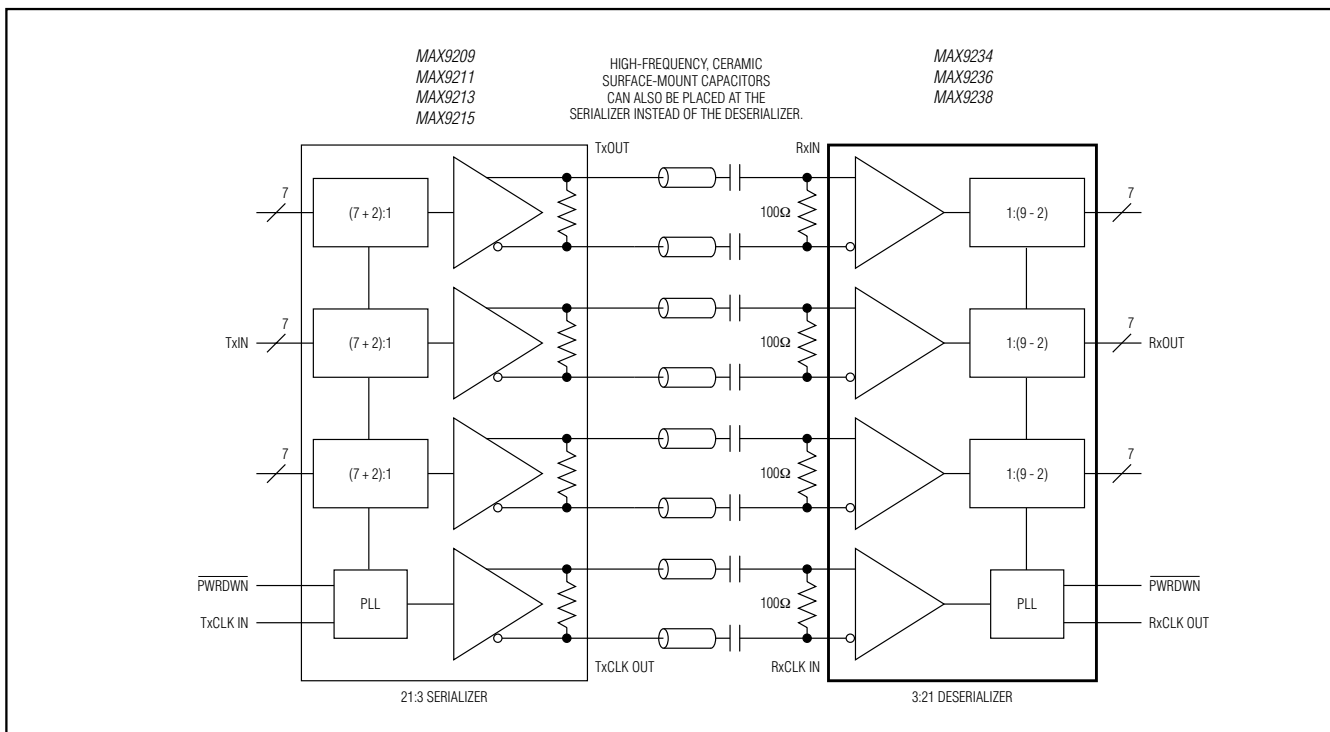 MAX9209
MAX9211
MAX9213
MAX9215
HIGH-FREQUENCY, CERAMIC
SURFACE-MOUNT CAPACITORS
CAN ALSO BE PLACED AT THE
SERIALIZER INSTEAD OF THE DESERIALIZER.
MAX9234
MAX9236
MAX9238
TxOUT
RxIN
7
(7 + 2):1
100Ω
1:(9 - 2)
7
TxIN
7
(7 + 2):1
100Ω
1:(9 - 2)
7
RxOUT
7
(7 + 2):1
100Ω
1:(9 - 2)
7
PWRDWN
TxCLK IN
PLL
100Ω
PLL
PWRDWN
RxCLK OUT
TxCLK OUT
RxCLK IN
21:3 SERIALIZER
3:21 DESERIALIZER